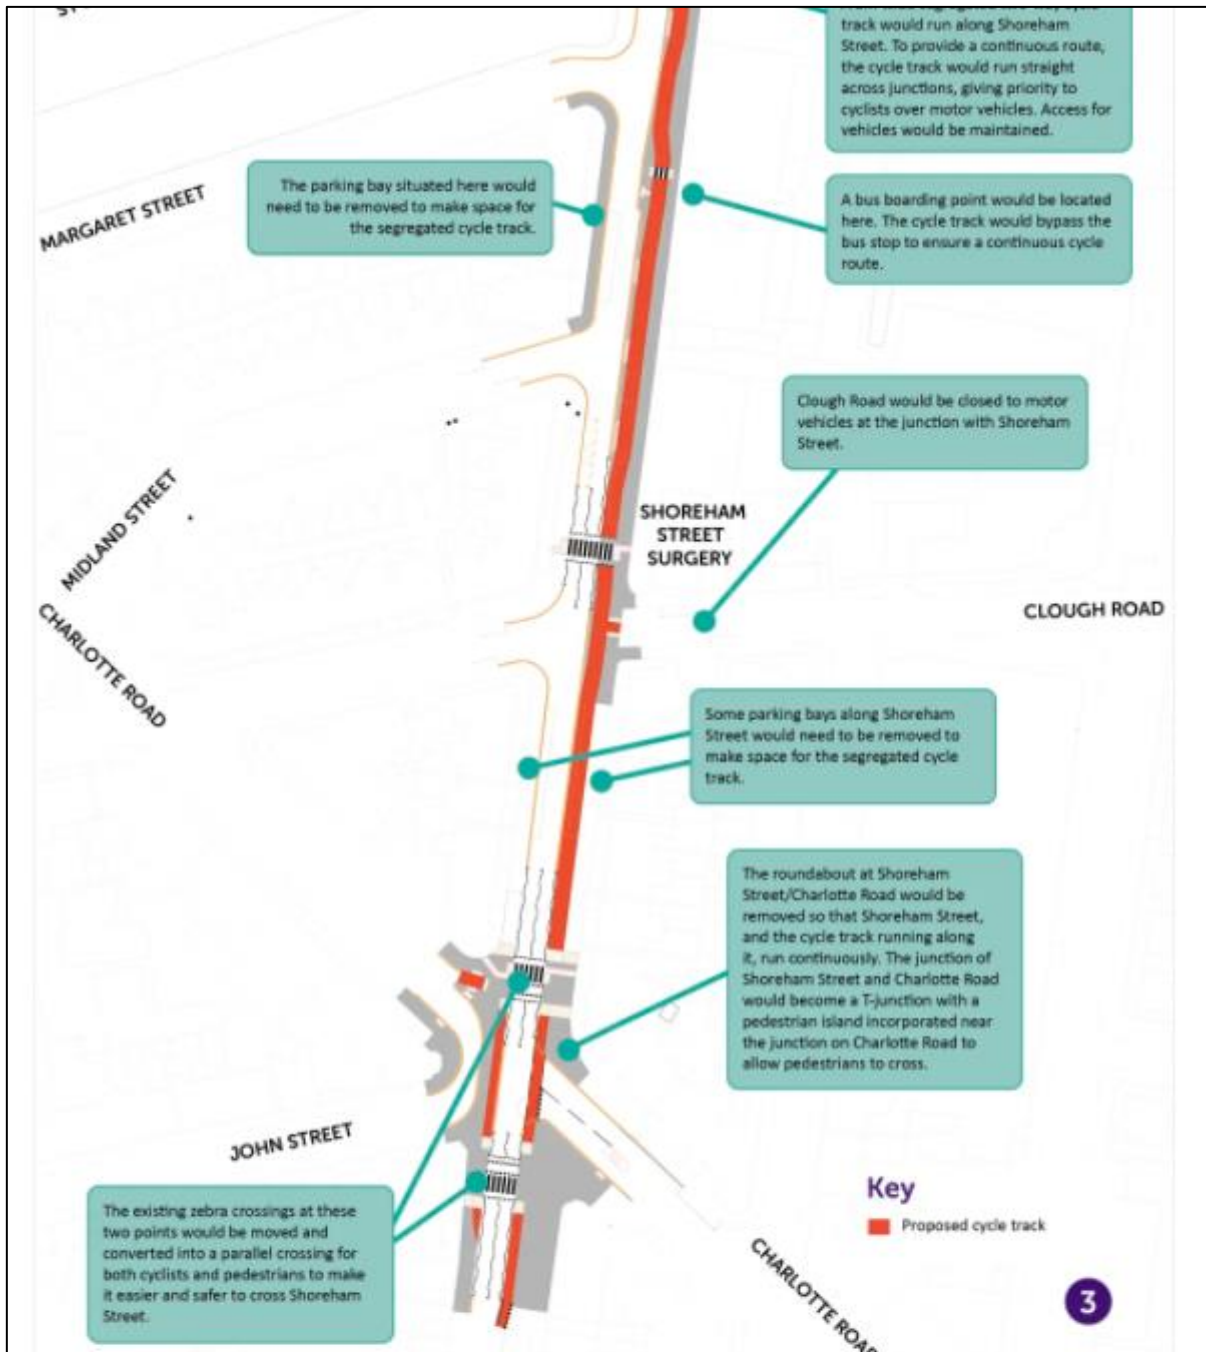 track would run along Shoreham
Street. To provide a continuous route,
the cycle track would run straight
across junctions, giving priority to
cyclists over motor vehicles. Access for
vehicles would be maintained.
The parking bay situated here would
need to be removed to make space for
the segregated cycle track.
MARGARET STREET
A bus boarding point would be located
here. The cycle track would bypass the
bus stop to ensure a continuous cycle
route.
Clough Road would be closed to motor
vehicles at the junction with Shoreham
Street.
MIDLAND STREET
SHOREHAM
STREET
SURGERY
CLOUGH ROAD
CHARLOTTE ROAD
Some parking bays along Shoreham
Street would need to be removed to
make space for the segregated cycle
track.
The roundabout at Shoreham
Street/Charlotte Road would be
removed so that Shoreham Street,
and the cycle track running along
it, run continuously. The junction of
Shoreham Street and Charlotte Road
would become a T-junction with a
pedestrian island incorporated near
the junction on Charlotte Road to
allow pedestrians to cross.
JOHN STREET
The existing zebra crossings at these
two points would be moved and
converted into a parallel crossing for
both cyclists and pedestrians to make
it easier and safer to cross Shoreham
Street.
Key
Proposed cycle track
CHARLOTTE ROAD
3